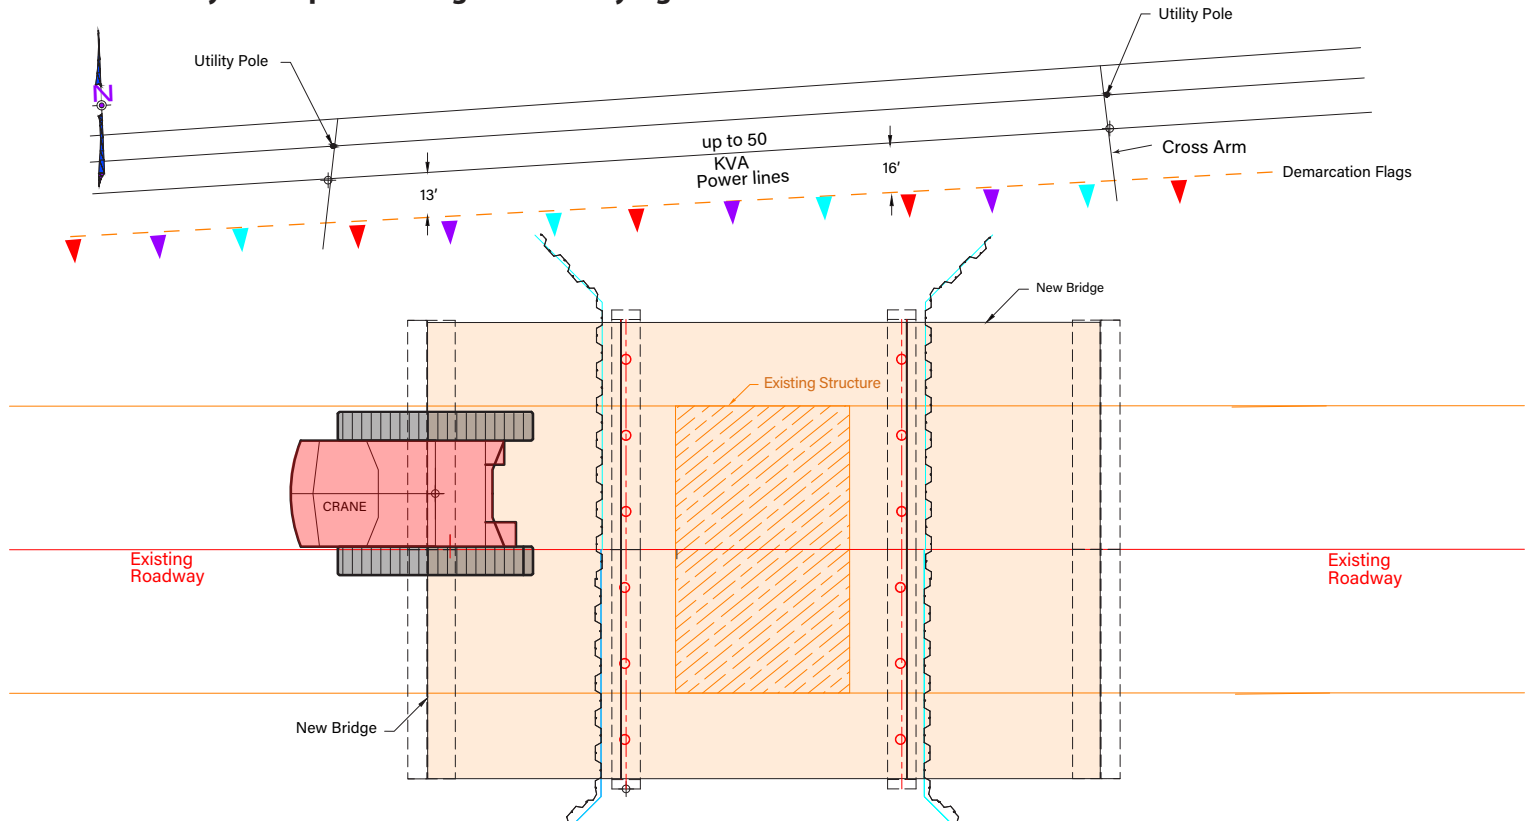 Utility Pole
Utility Pole
N
up to 50
KVA
Power lines
13’
16’
Cross Arm
Demarcation Flags
New Bridge
Existing Structure
CRANE
Existing
Roadway
Existing
Roadway
New Bridge